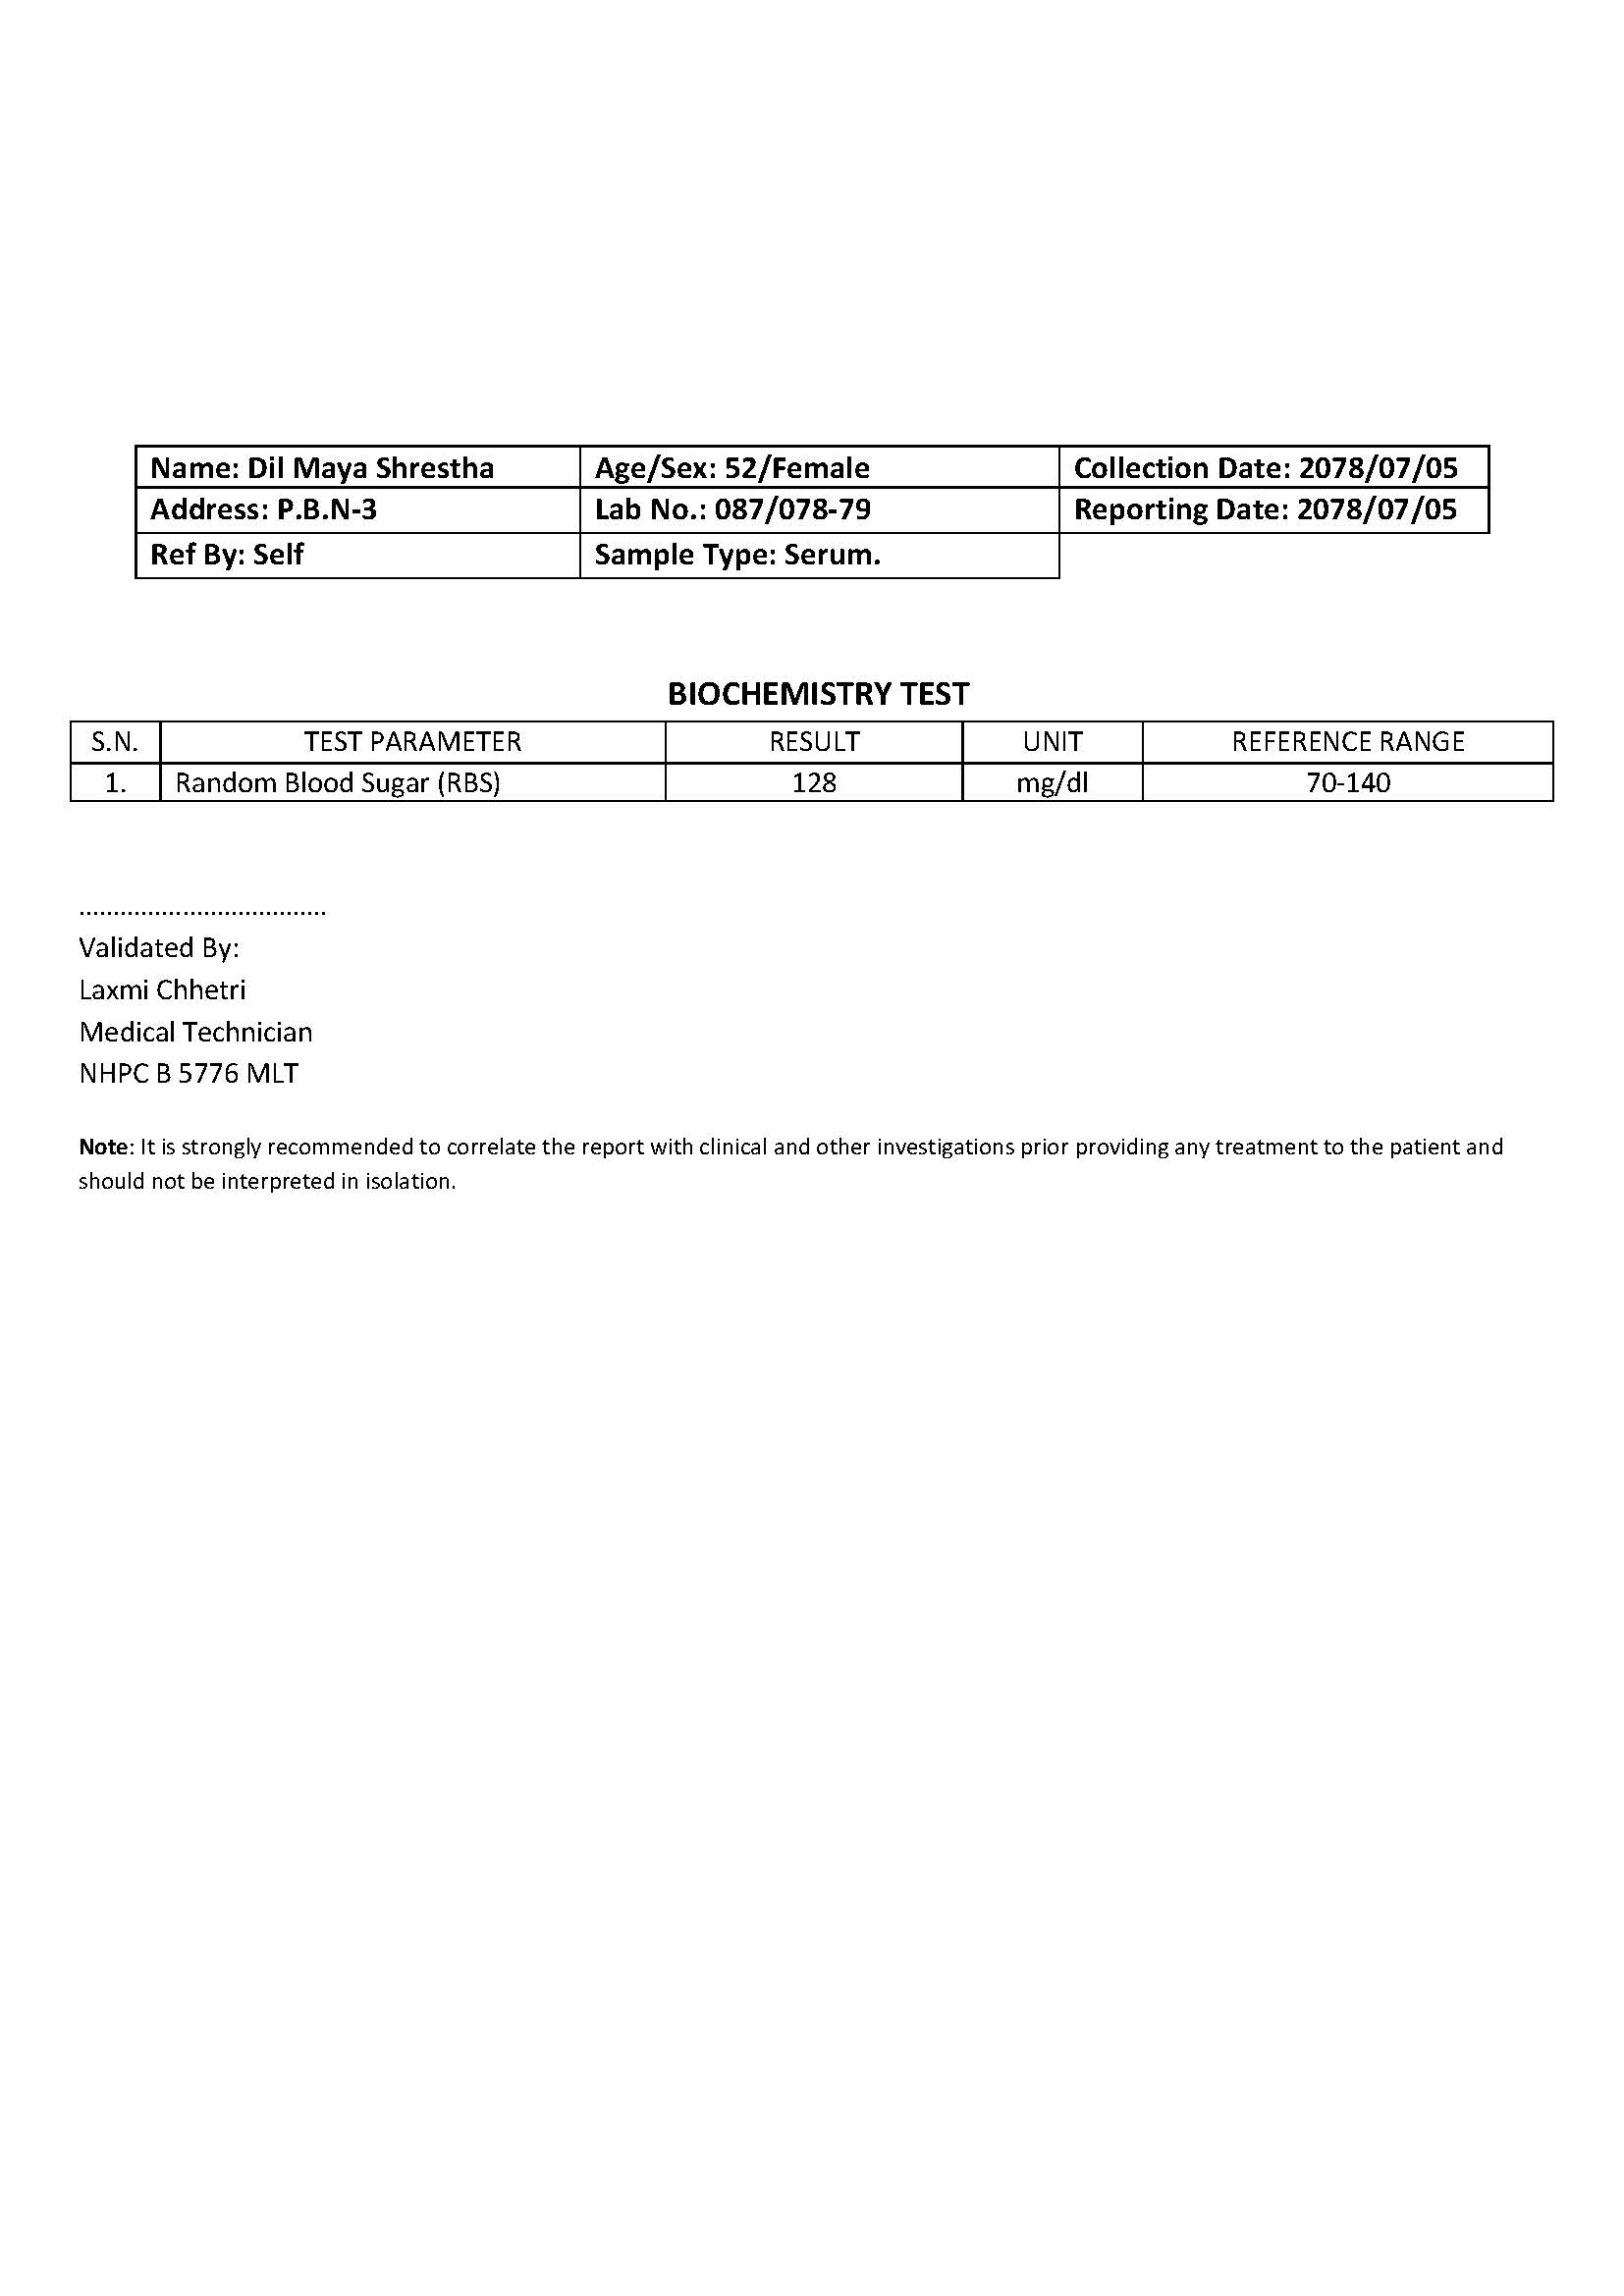 Name: Dil Maya Shrestha Age/Sex: 52/Female Collection Date: 2078/07/05
Address: P.B.N-3 Lab No.: 087/078-79 Reporting Date: 2078/07/05
Ref By: Self Sample Type: Serum.
BIOCHEMISTRY TEST
S.N. TEST PARAMETER RESULT UNIT REFERENCE RANGE
1. Random Blood Sugar (RBS) 128 mg/dl 70-140
....................................
Validated By:
Laxmi Chhetri
Medical Technician
NHPC B 5776 MLT
Note: It is strongly recommended to correlate the report with clinical and other investigations prior providing any treatment to the patient and
should not be interpreted in isolation.